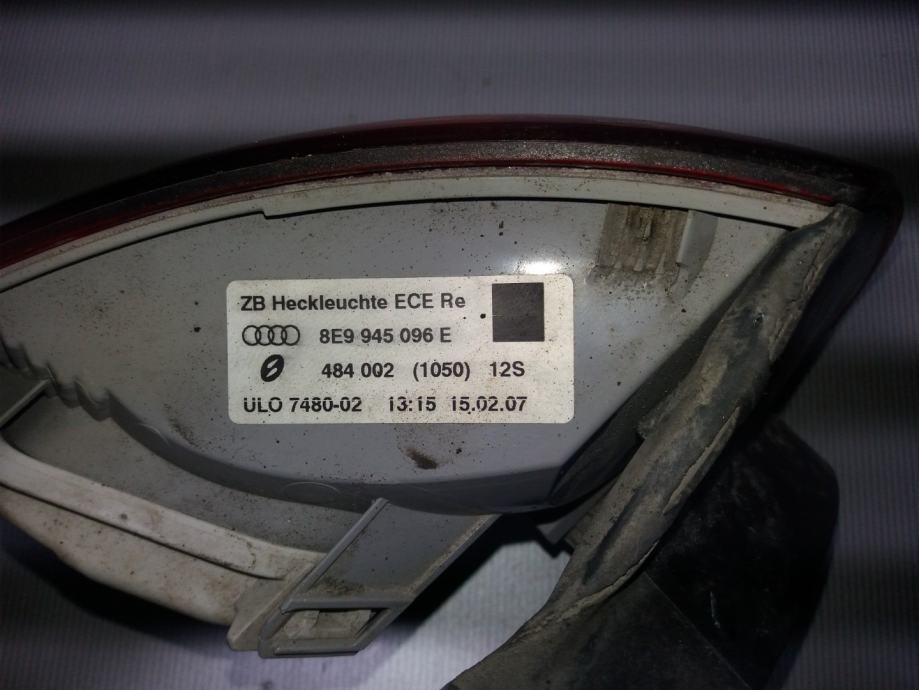 ZB Heckleuchte ECE Re
8E9 945 096 E
484 002 (1050) 12S
ULO 7480-02 13:15 15.02.07